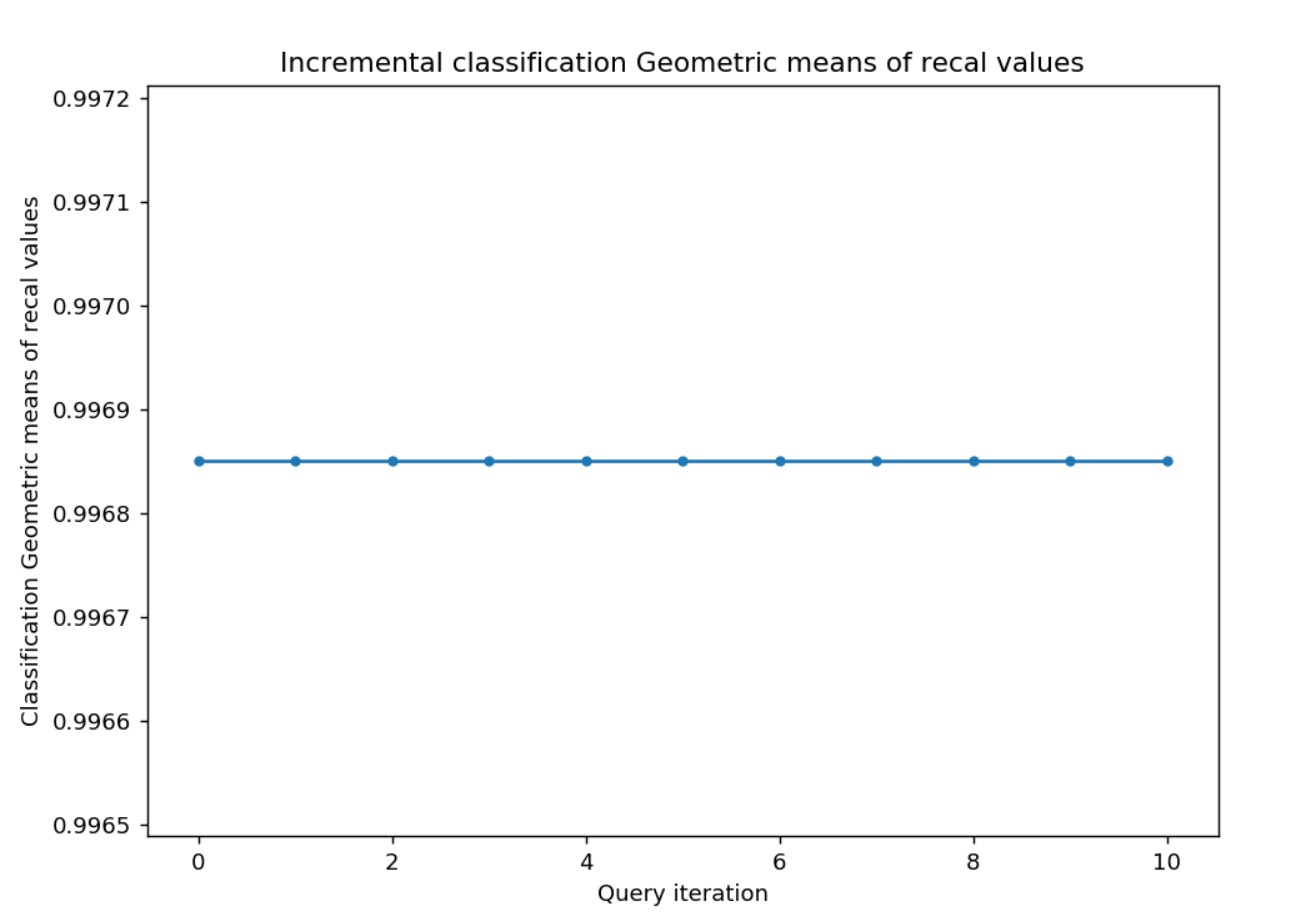 Incremental classification Geometric means of recal values
Classification Geometric means of recal values
0.9972
0.9971
0.9970
0.9969
0.9968
0.9967
0.9966
0.9965
0 2 4 6 8 10
Query iteration